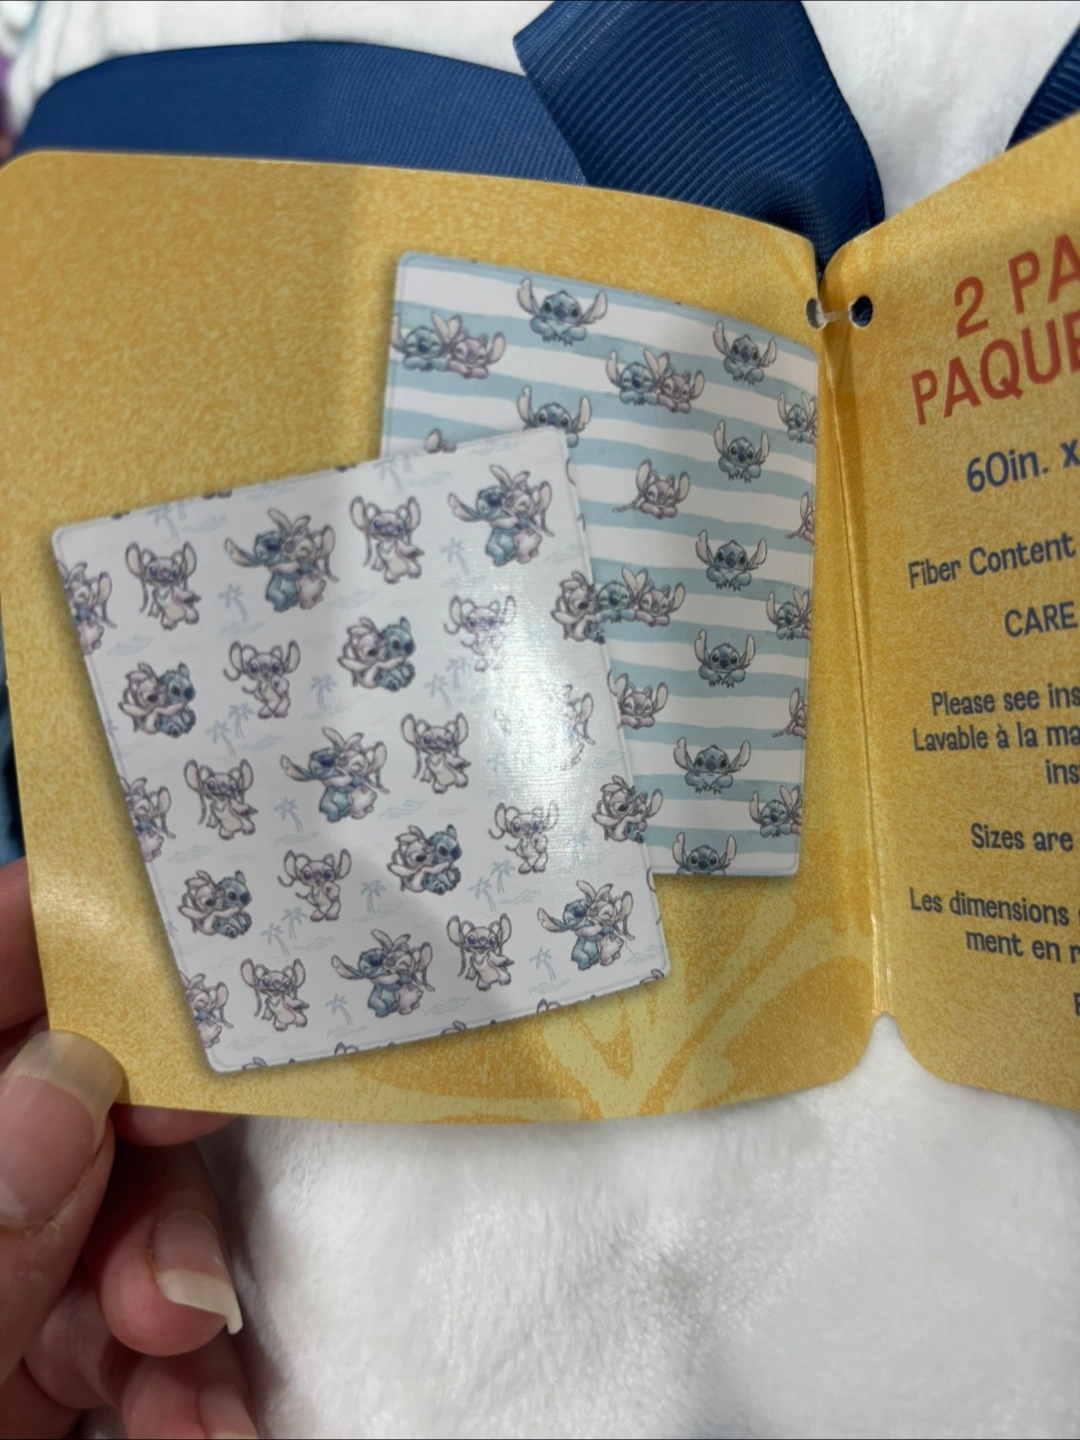 2 PA
PAQUE
60in. x
Fiber Content
CARE
Please see ins
Lavable à la ma
ins
Sizes are
Les dimensions
ment en r